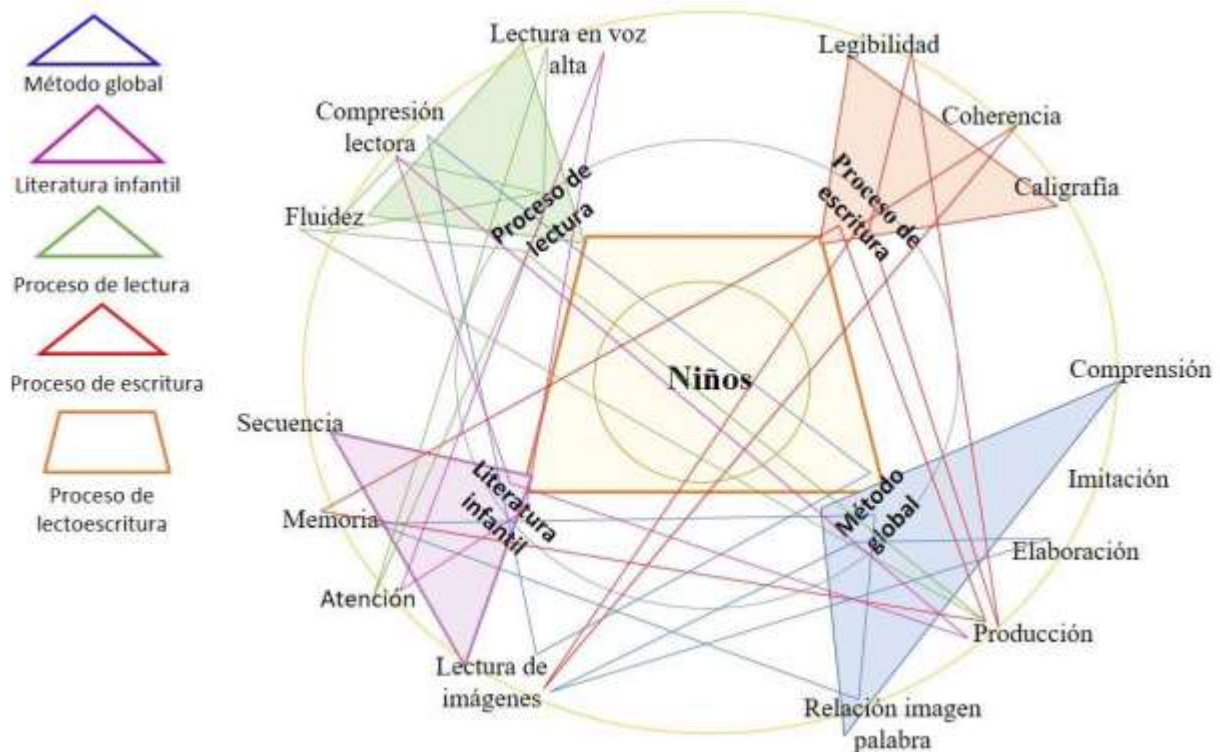 Método global
Literatura infantil
Proceso de lectura
Proceso de escritura
Proceso de
lectoescritura
Lectura en voz
alta
Compresión
lectora
Fluidez
Proceso de
lectura
Legibilidad
Coherencia
Caligrafía
Proceso de
escritura
Niños
Secuencia
Memoria
Atención
Lectura de
imágenes
Literatura
infantil
Comprensión
Imitación
Elaboración
Producción
Relación imagen
palabra
Método
global